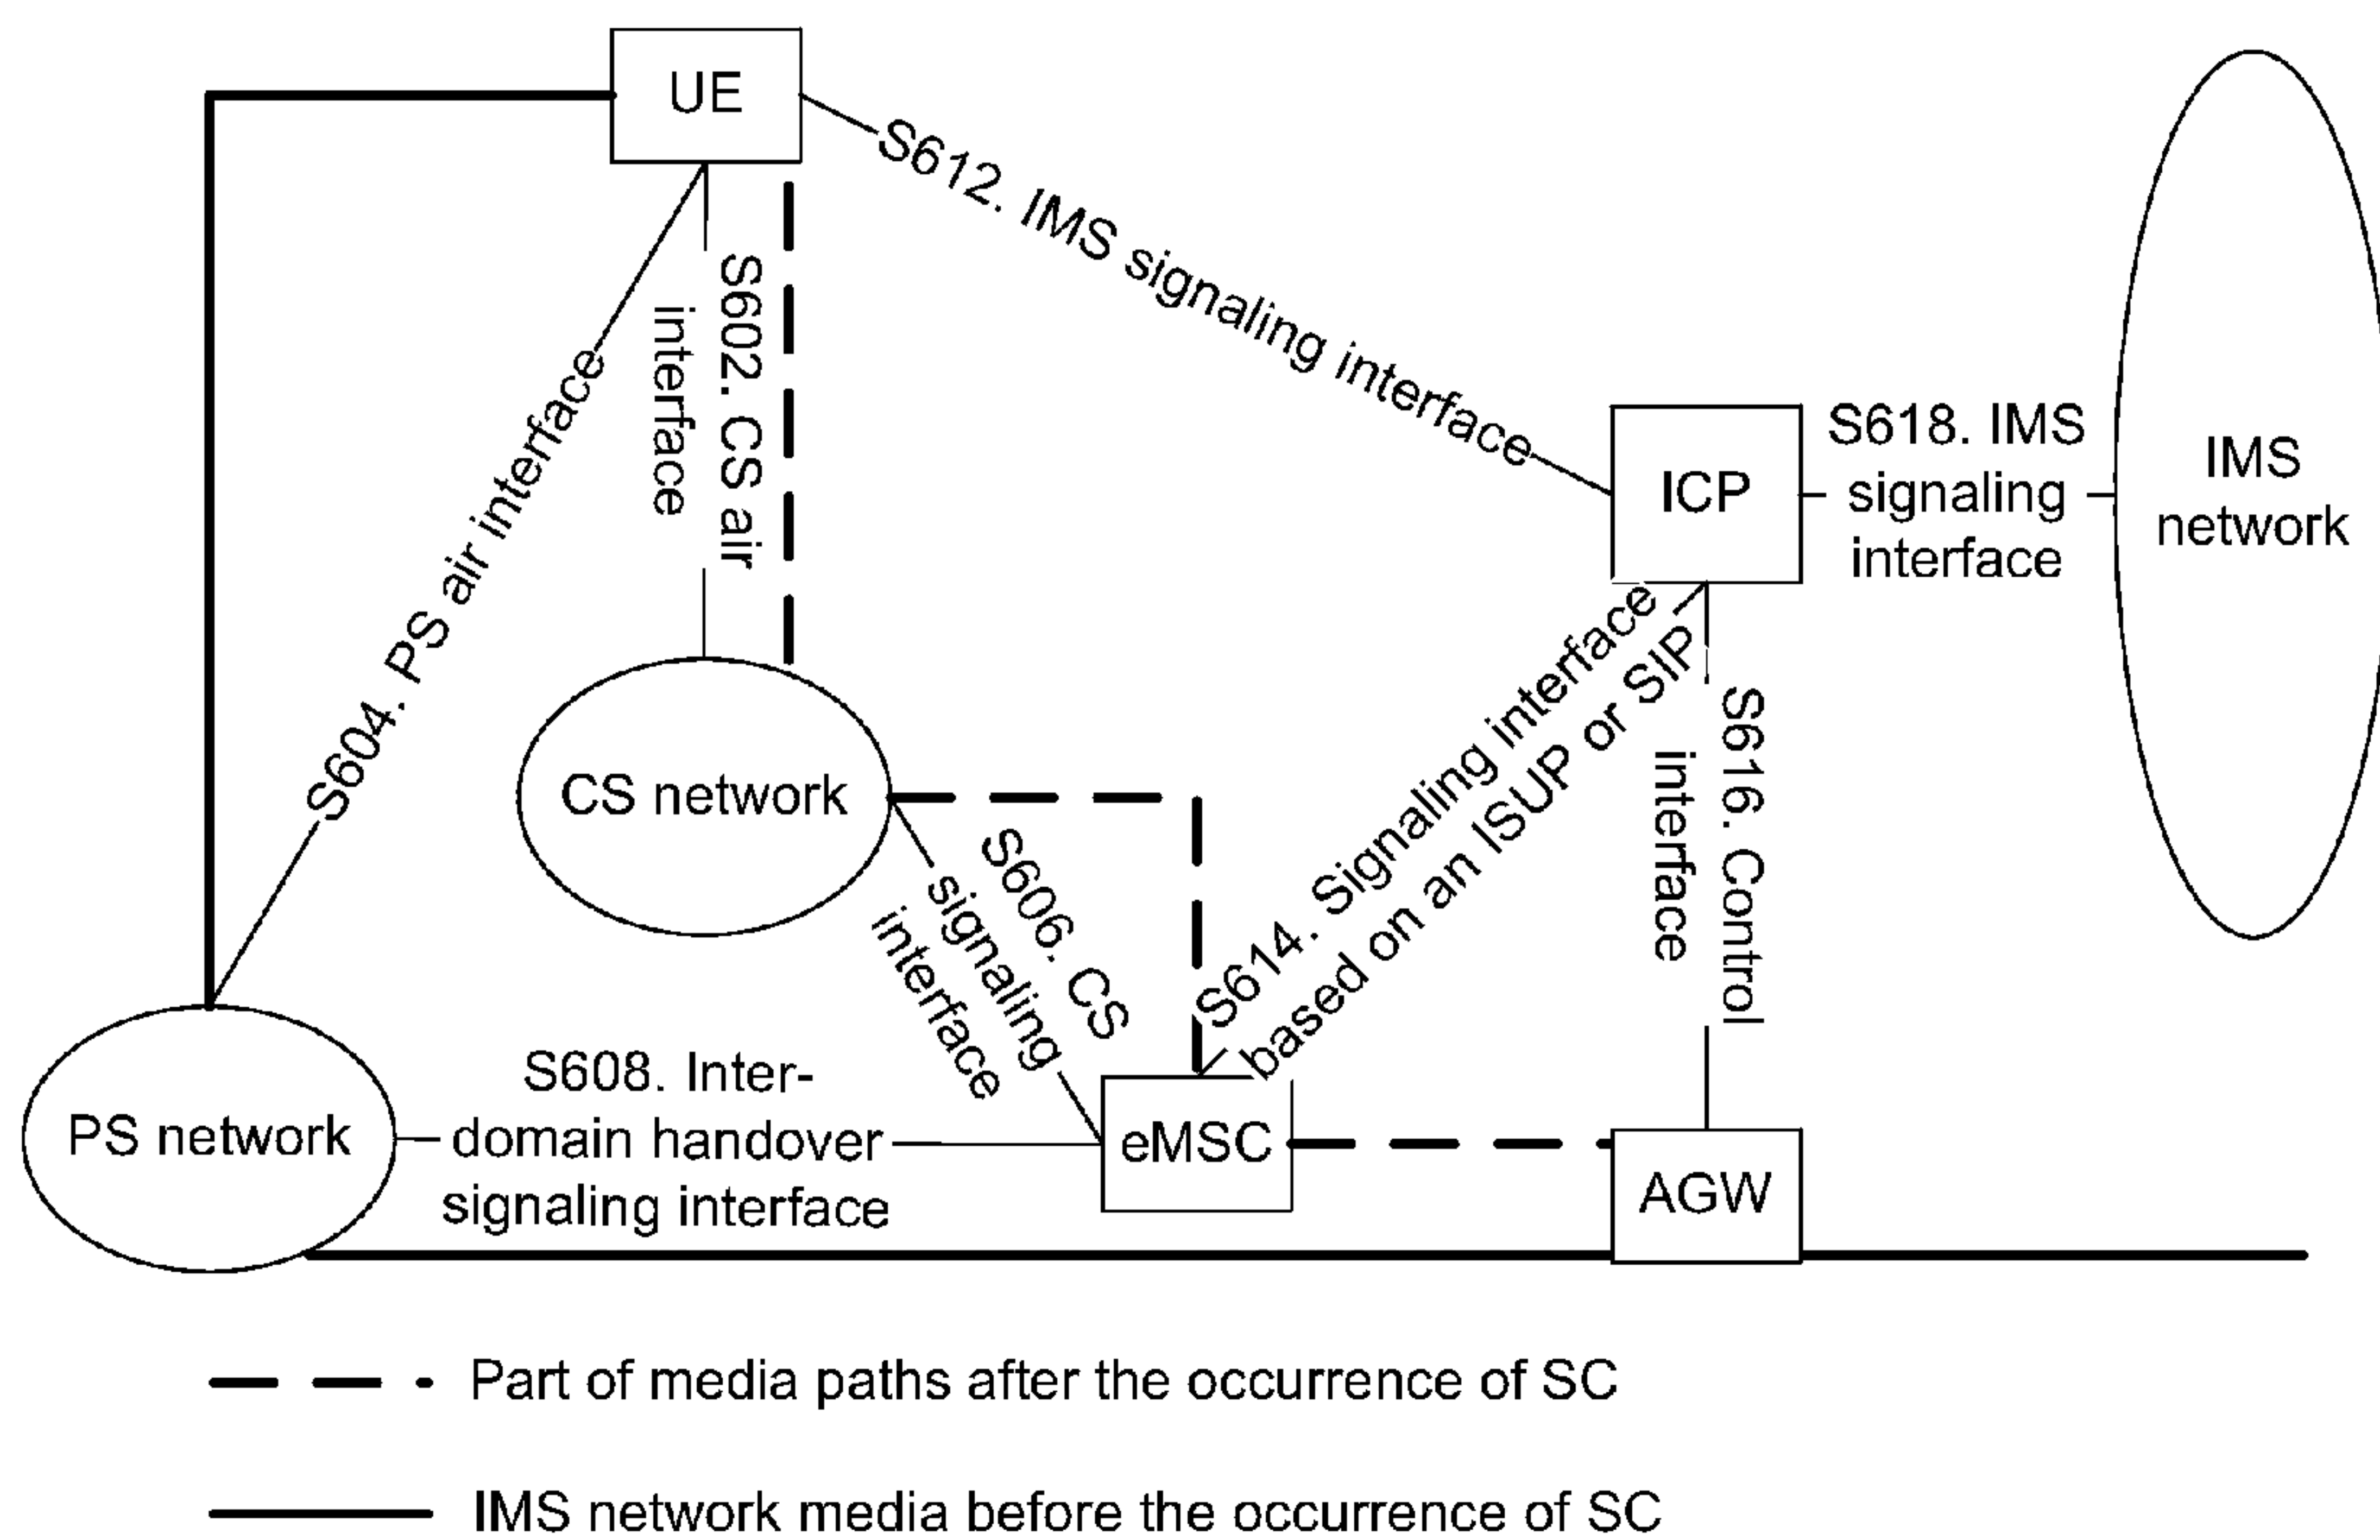 UE
S612. IMS signaling interface
S602. CS air
interface
S604. PS air interface
ICP
S618. IMS
signaling
interface
IMS
network
CS network
S606. CS
signaling
interface
S614. Signaling interface
based on an ISUP or SIP
S616. Control
interface
PS network
S608. Inter-
domain handover
signaling interface
eMSC
AGW
Part of media paths after the occurrence of SC
IMS network media before the occurrence of SC